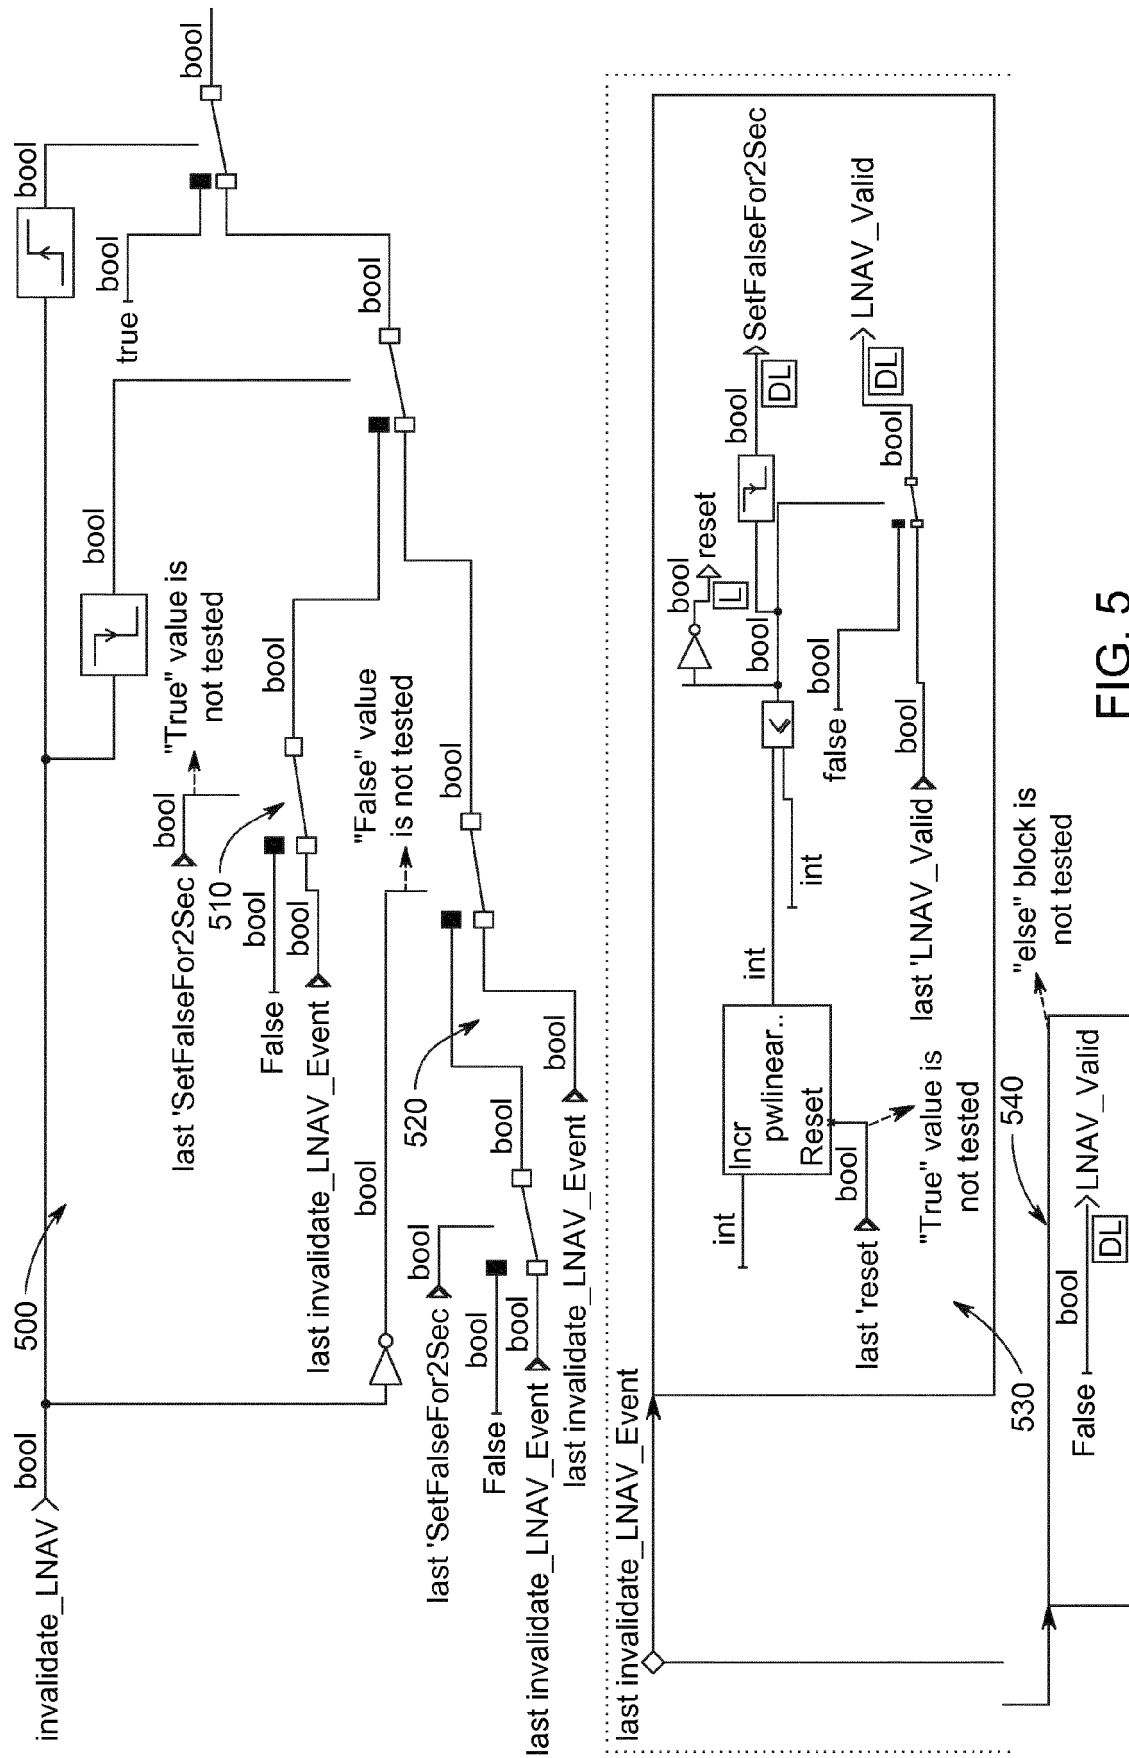 invalidate_LNAV
bool
500
bool
bool
bool
true
bool
bool
"True" value is
not tested
last 'SetFalseFor2Sec
bool
510
bool
False
bool
last invalidate_LNAV_Event
bool
"False" value
is not tested
bool
520
bool
last 'SetFalseFor2Sec
bool
False
bool
last invalidate_LNAV_Event
bool
bool
last invalidate_LNAV_Event
bool
last invalidate_LNAV_Event
int
Incr
pwlinear..
Reset
int
int
bool
last 'reset
"True" value is
not tested
<
bool
bool
reset
L
bool
SetFalseFor2Sec
DL
false
bool
last 'LNAV_Valid
bool
bool
LNAV_Valid
DL
530
540
"else" block is
not tested
False
bool
LNAV_Valid
DL
FIG. 5